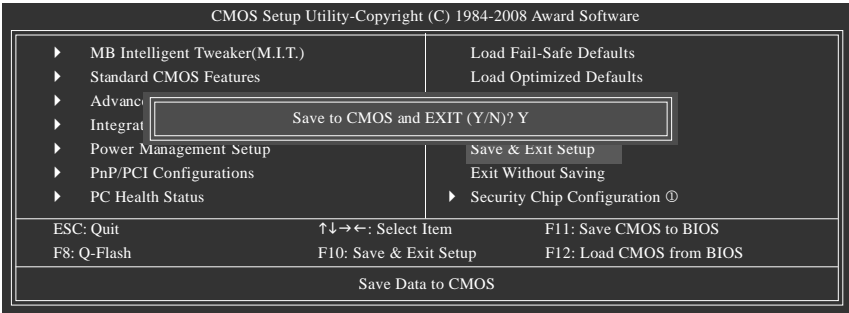 CMOS Setup Utility-Copyright (C) 1984-2008 Award Software
MB Intelligent Tweaker(M.I.T.)
Standard CMOS Features
Advanc
Integrat
Power Management Setup
PnP/PCI Configurations
PC Health Status
Load Fail-Safe Defaults
Load Optimized Defaults
Save to CMOS and EXIT (Y/N)? Y
Save & Exit Setup
Exit Without Saving
Security Chip Configuration ①
ESC: Quit ↑↓→←: Select Item F11: Save CMOS to BIOS
F8: Q-Flash F10: Save & Exit Setup F12: Load CMOS from BIOS
Save Data to CMOS